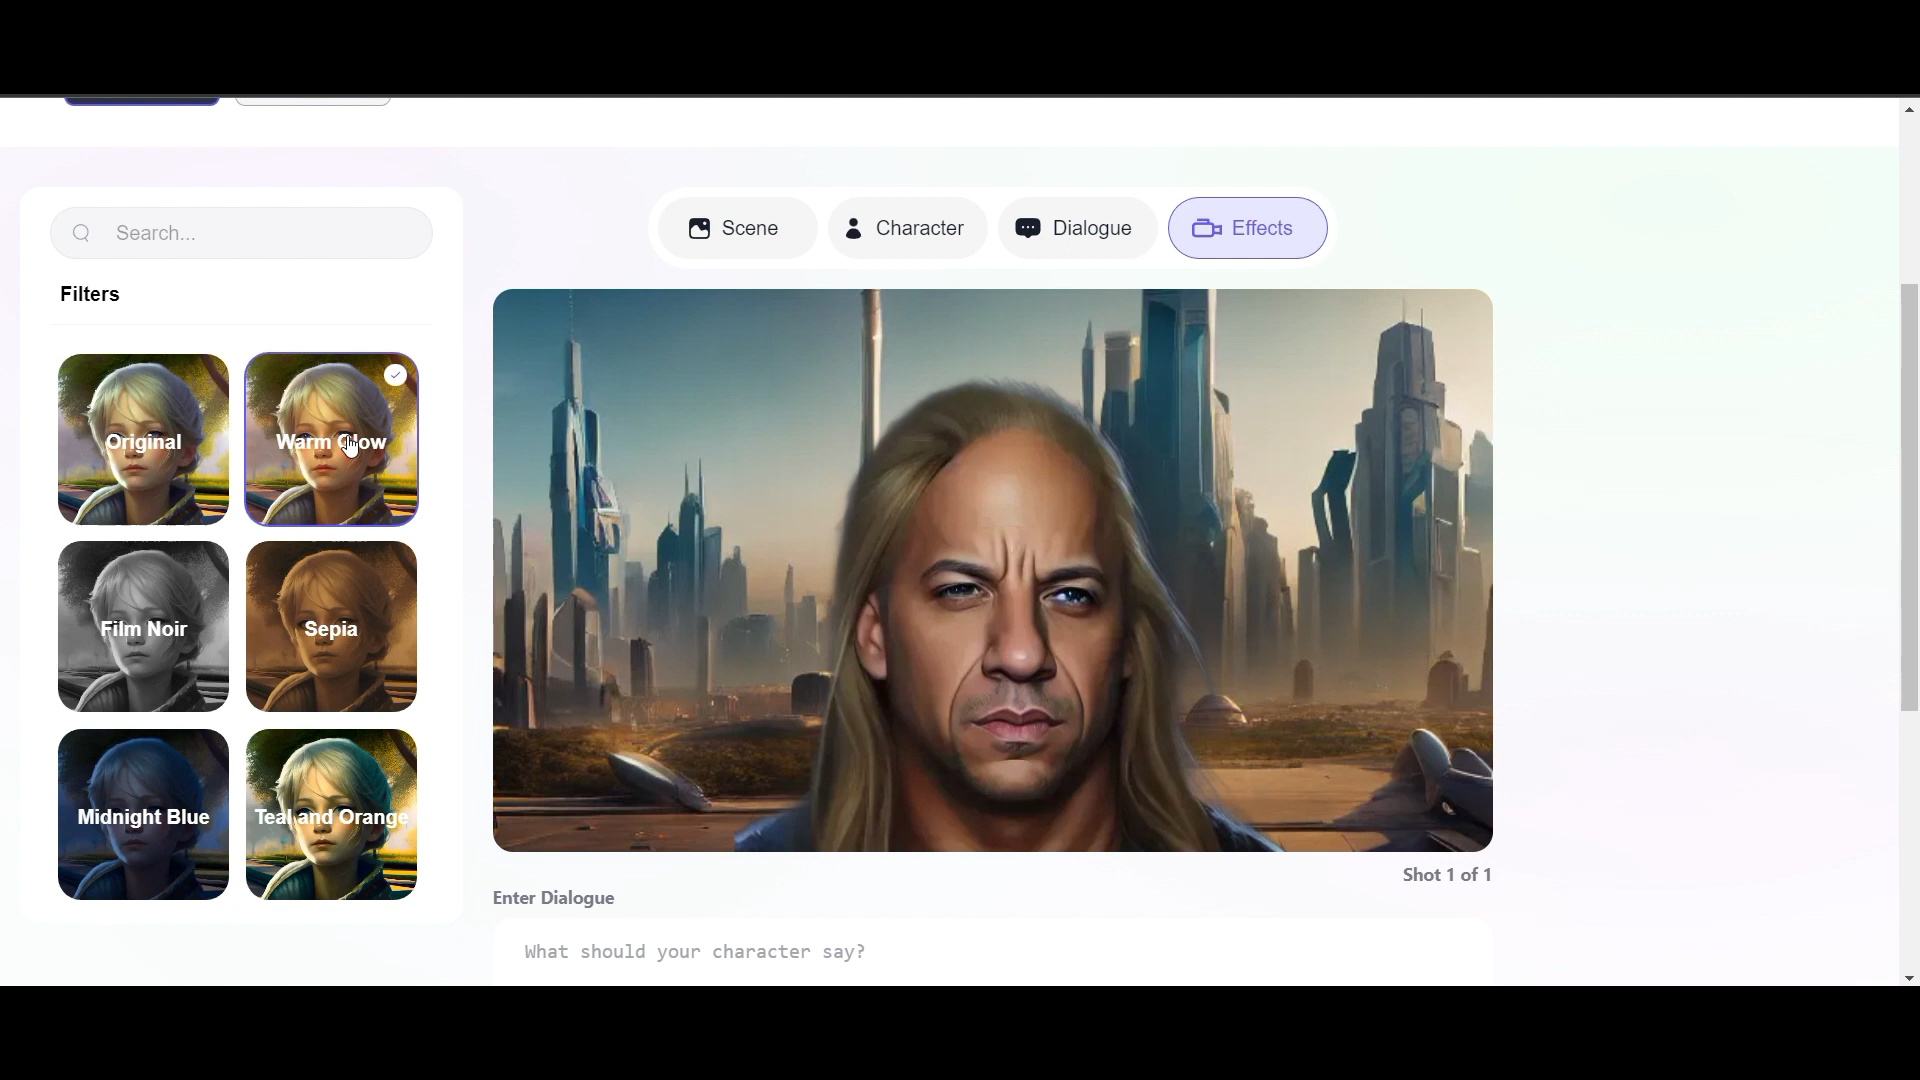 Search...
Scene
Character
Dialogue
Effects
Filters
Original
Warm Glow
Film Noir
Sepia
Midnight Blue
Teal and Orange
Shot 1 of 1
Enter Dialogue
What should your character say?